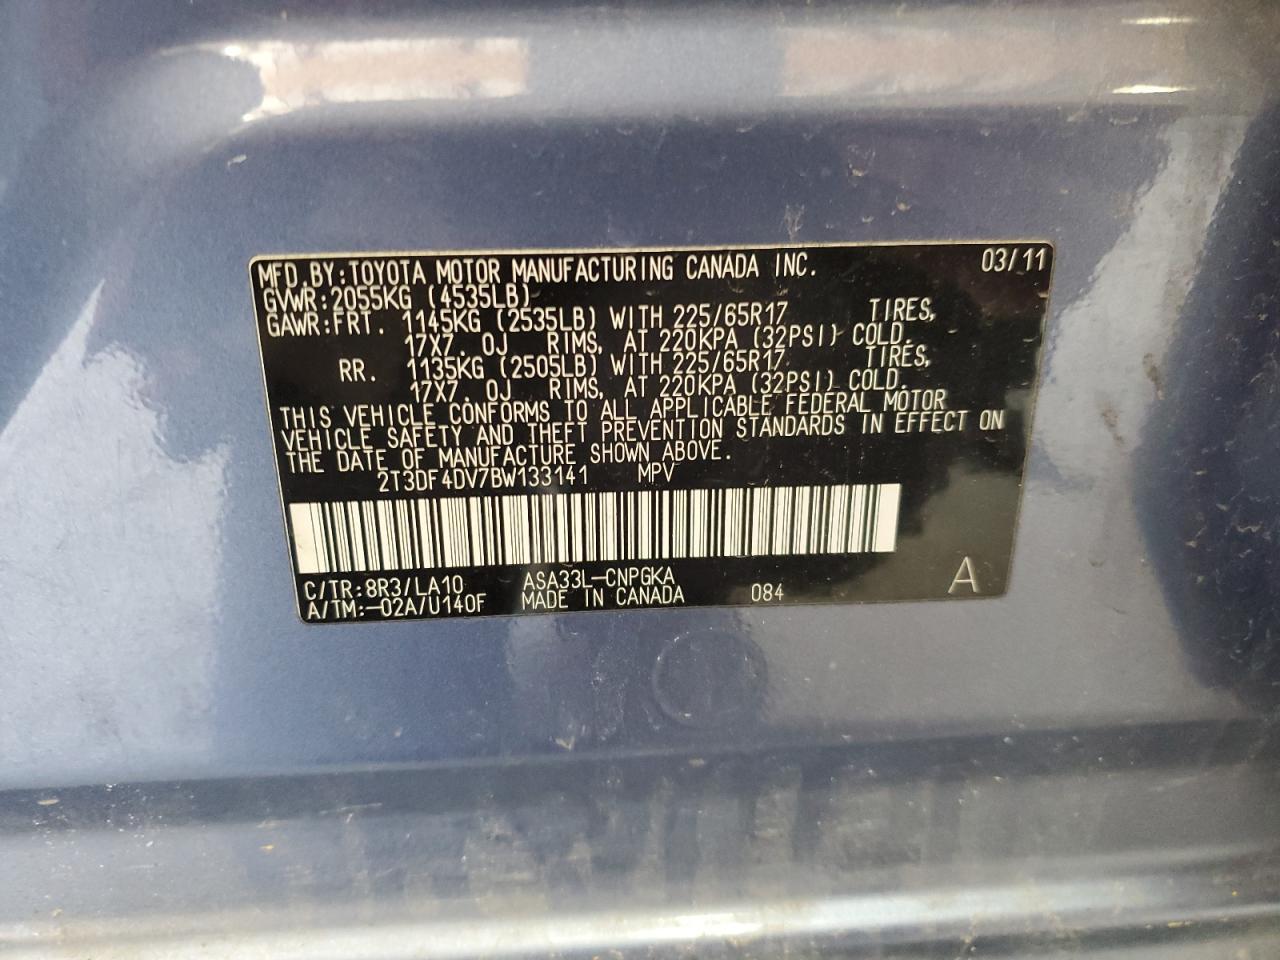 MFD.BY:TOYOTA MOTOR MANUFACTURING CANADA INC. 03/11
GVWR:2055KG (4535LB)
GAWR:FRT. 1145KG (2535LB) WITH 225/65R17 TIRES,
17X7.0J RIMS, AT 220KPA (32PSI) COLD.
RR. 1135KG (2505LB) WITH 225/65R17 TIRES,
17X7.0J RIMS, AT 220KPA (32PSI) COLD.
THIS VEHICLE CONFORMS TO ALL APPLICABLE FEDERAL MOTOR
VEHICLE SAFETY AND THEFT PREVENTION STANDARDS IN EFFECT ON
THE DATE OF MANUFACTURE SHOWN ABOVE.
2T3DF4DV7BW133141 MPV
C/TR:8R3/LA10 ASA33L-CNPGKA
A/TM:-02A/U140F MADE IN CANADA 084 A